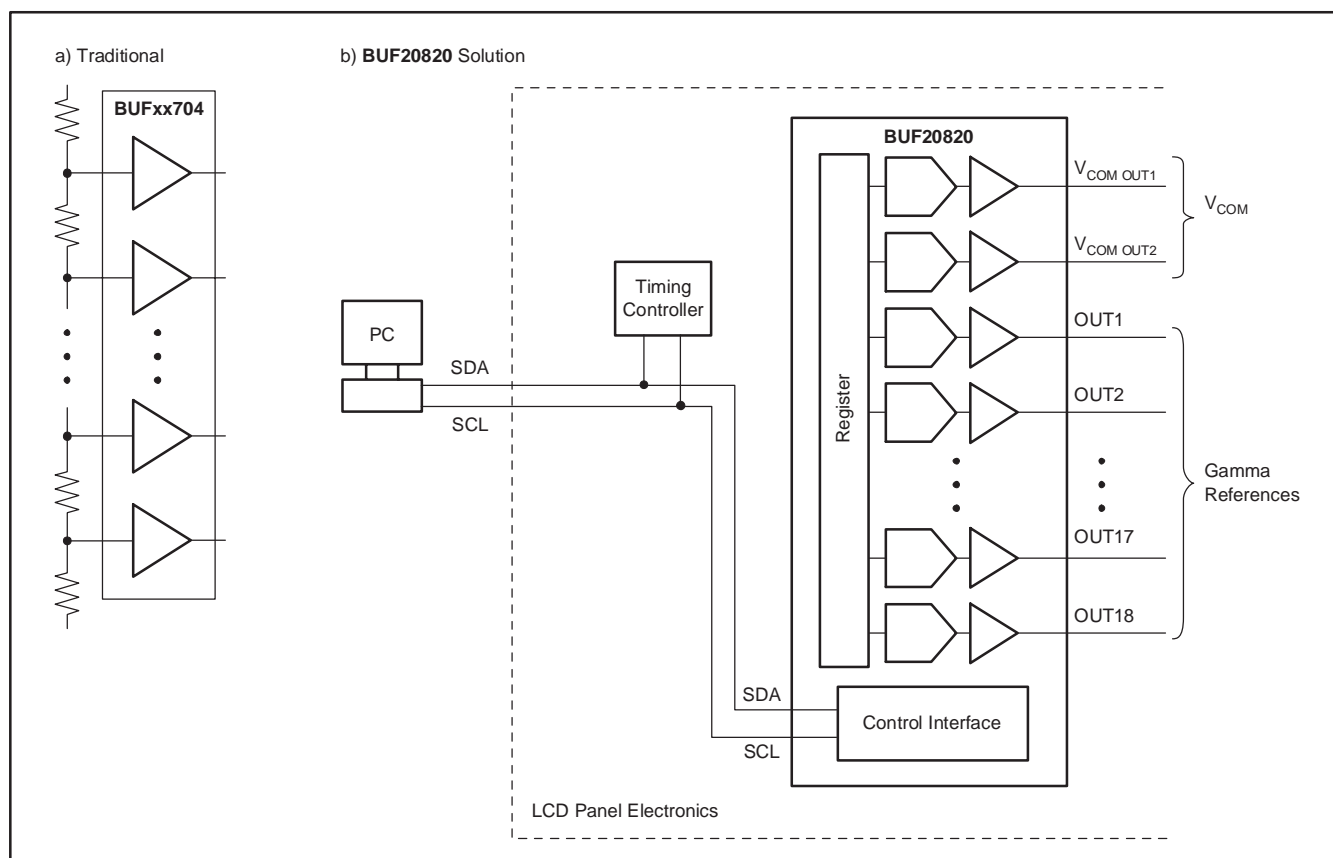 a) Traditional
BUFxx704
b) BUF20820 Solution
BUF20820
Register
V_COM OUT1
V_COM OUT2
V_COM
OUT1
OUT2
OUT17
OUT18
Gamma
References
Timing
Controller
PC
SDA
SCL
SDA
SCL
Control Interface
LCD Panel Electronics